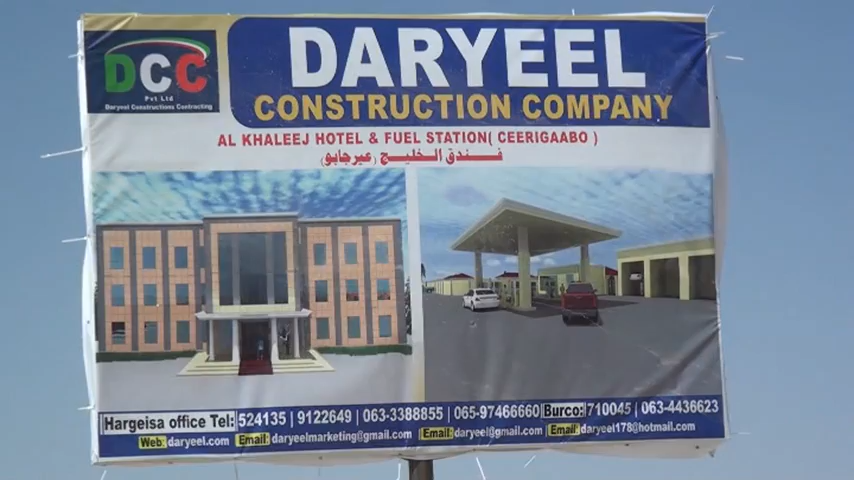 DCC
Pvt Ltd
Daryeel Constructions Contracting
DARYEEL
CONSTRUCTION COMPANY
AL KHALEEJ HOTEL & FUEL STATION( CEERIGAABO )
فندق الخليج (عيرجابو)
Hargeisa office Tel: 524135 | 9122649 | 063-3388855 | 065-97466660 Burco: 710045 | 063-4436623
Web: daryeel.com Email: daryeelmarketing@gmail.com Email: daryeel@gmail.com Email: daryeel178@hotmail.com